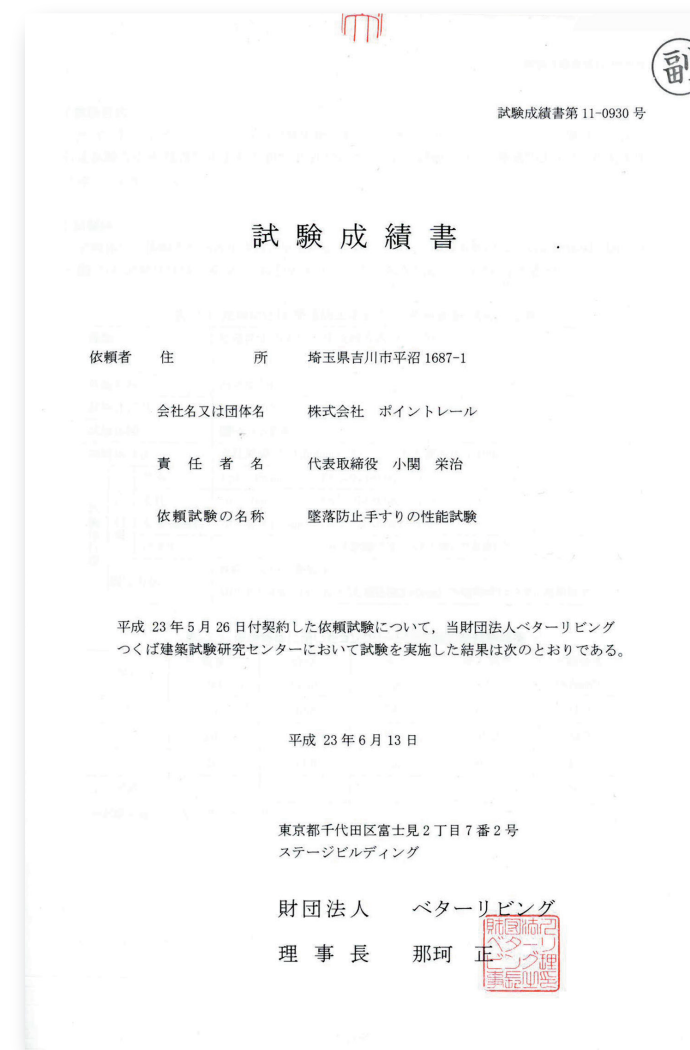 副
試験成績書第 11-0930 号
試験成績書
依頼者 住所 埼玉県吉川市平沼 1687-1
会社名又は団体名 株式会社 ポイントレール
責任者名 代表取締役 小関 栄治
依頼試験の名称 墜落防止手すりの性能試験
平成 23 年 5 月 26 日付契約した依頼試験について，当財団法人ベターリビング
つくば建築試験研究センターにおいて試験を実施した結果は次のとおりである。
平成 23 年 6 月 13 日
東京都千代田区富士見 2 丁目 7 番 2 号
ステージビルディング
財団法人 ベターリビング
理事長 那珂 正